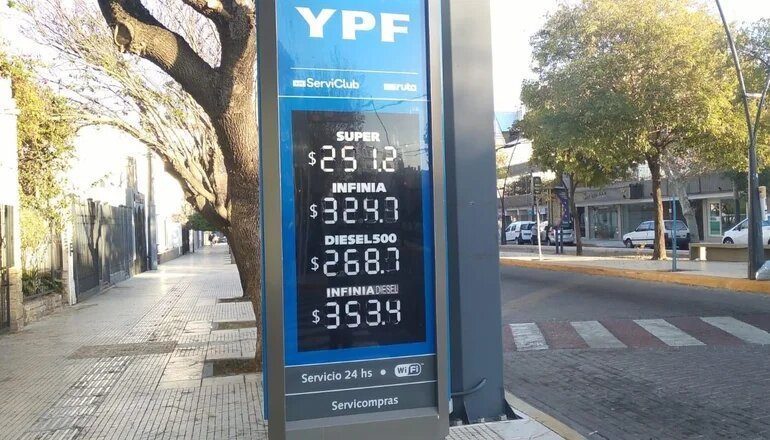 YPF
ServiClub ruta
SUPER
$251.2
INFINIA
$324.7
DIESEL500
$268.7
INFINIA DIESEL
$353.4
Servicio 24 hs • WiFi
Servicompras